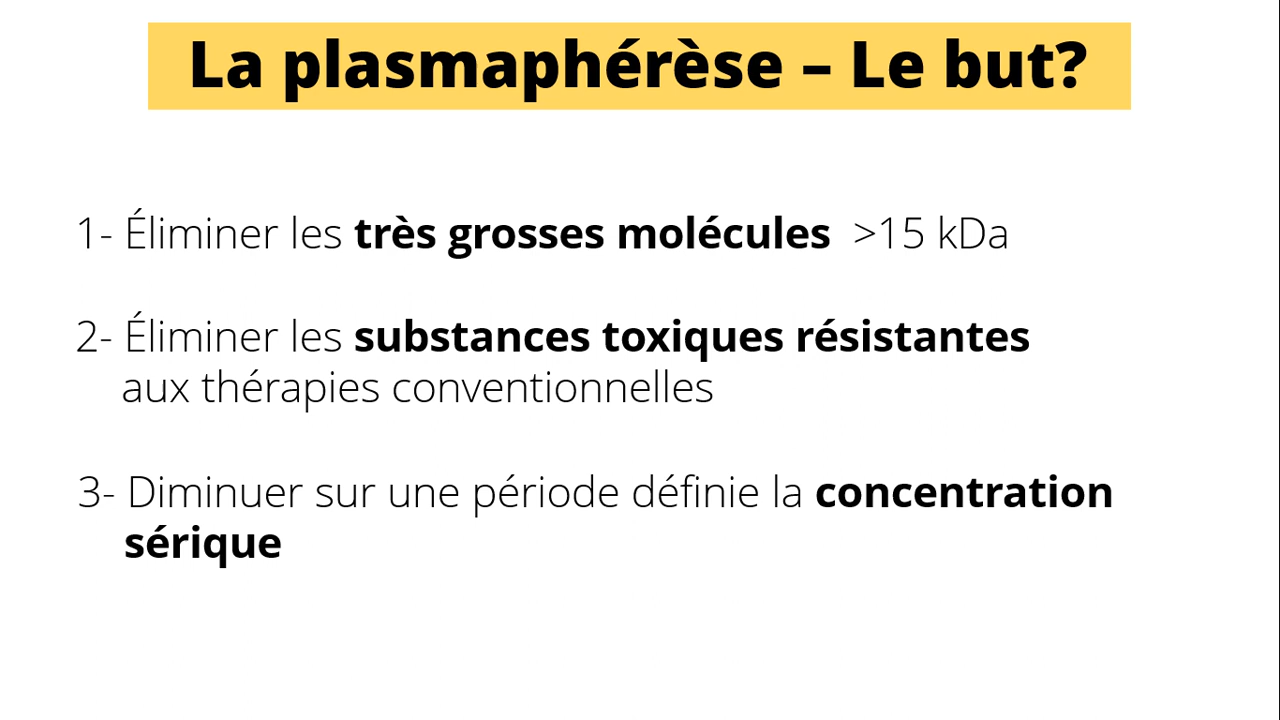 La plasmaphérèse – Le but?
1- Éliminer les très grosses molécules >15 kDa
2- Éliminer les substances toxiques résistantes
aux thérapies conventionnelles
3- Diminuer sur une période définie la concentration
sérique